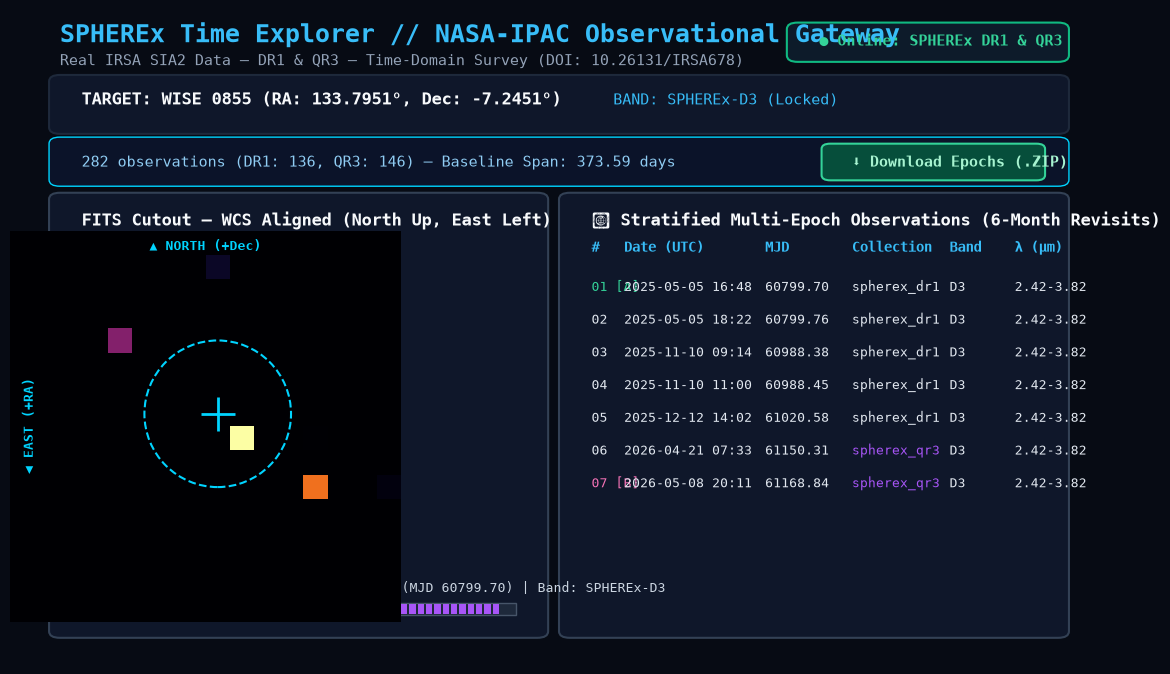 SPHEREx Time Explorer // NASA-IPAC Observational Gateway
● Online: SPHEREx DR1 & QR3
Real IRSA SIA2 Data — DR1 & QR3 — Time-Domain Survey (DOI: 10.26131/IRSA678)
TARGET: WISE 0855 (RA: 133.7951°, Dec: -7.2451°) BAND: SPHEREx-D3 (Locked)
282 observations (DR1: 136, QR3: 146) — Baseline Span: 373.59 days
⬇ Download Epochs (.ZIP)
FITS Cutout — WCS Aligned (North Up, East Left)
▲ NORTH (+Dec)
◀ EAST (+RA)
(MJD 60799.70) | Band: SPHEREx-D3
Stratified Multi-Epoch Observations (6-Month Revisits)
# Date (UTC) MJD Collection Band λ (μm)
01 [A] 2025-05-05 16:48 60799.70 spherex_dr1 D3 2.42-3.82
02 2025-05-05 18:22 60799.76 spherex_dr1 D3 2.42-3.82
03 2025-11-10 09:14 60988.38 spherex_dr1 D3 2.42-3.82
04 2025-11-10 11:00 60988.45 spherex_dr1 D3 2.42-3.82
05 2025-12-12 14:02 61020.58 spherex_dr1 D3 2.42-3.82
06 2026-04-21 07:33 61150.31 spherex_qr3 D3 2.42-3.82
07 2026-05-08 20:11 61168.84 spherex_qr3 D3 2.42-3.82